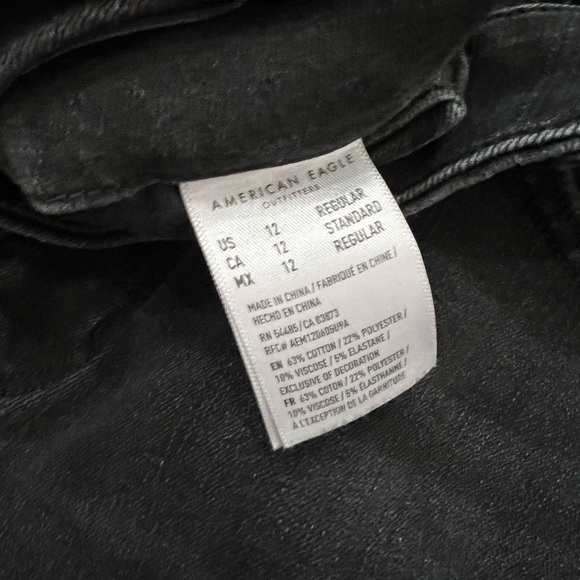 AMERICAN EAGLE
OUTFITTERS
US 12 REGULAR
CA 12 STANDARD
MX 12 REGULAR
MADE IN CHINA / FABRIQUÉ EN CHINE /
HECHO EN CHINA
RN 54485 / CA 03873
RFC# AEM120605U9A
EN 63% COTTON / 22% POLYESTER /
10% VISCOSE / 5% ELASTANE /
EXCLUSIVE OF DECORATION
FR 63% COTON / 22% POLYESTER /
10% VISCOSE / 5% ÉLASTHANNE /
À L'EXCEPTION DE LA GARNITURE